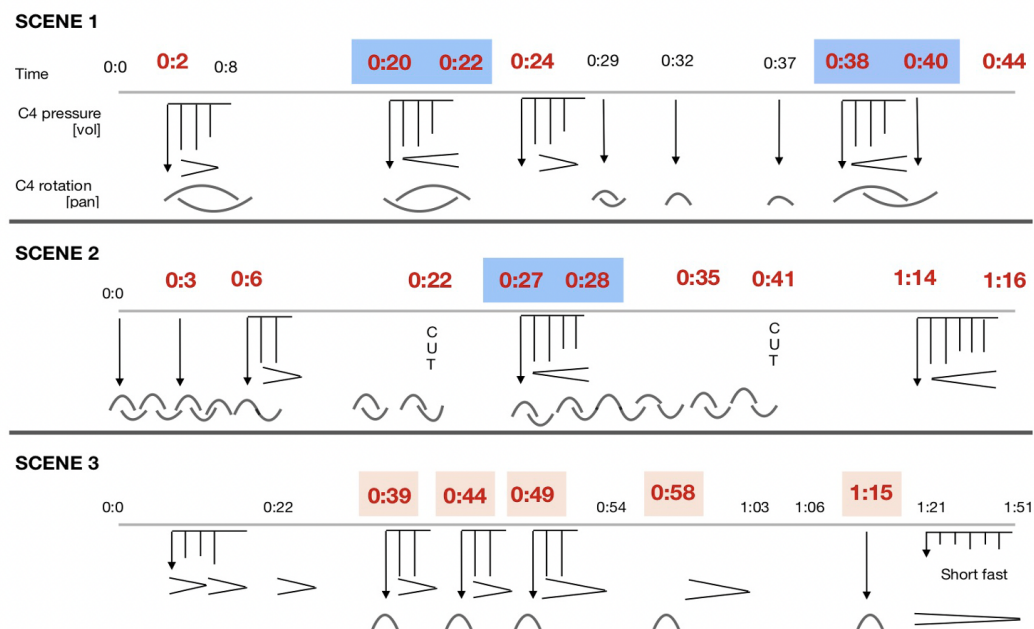 SCENE 1
Time 0:0 0:2 0:8 0:20 0:22 0:24 0:29 0:32 0:37 0:38 0:40 0:44
C4 pressure
[vol]
C4 rotation
[pan]
SCENE 2
0:0 0:3 0:6 0:22 0:27 0:28 0:35 0:41 1:14 1:16
C
U
T
C
U
T
SCENE 3
0:0 0:22 0:39 0:44 0:49 0:54 0:58 1:03 1:06 1:15 1:21 1:51
Short fast